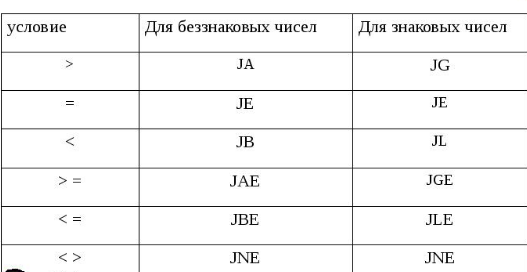 условие Для беззнаковых чисел Для знаковых чисел
> JA JG
= JE JE
< JB JL
> = JAE JGE
< = JBE JLE
< > JNE JNE